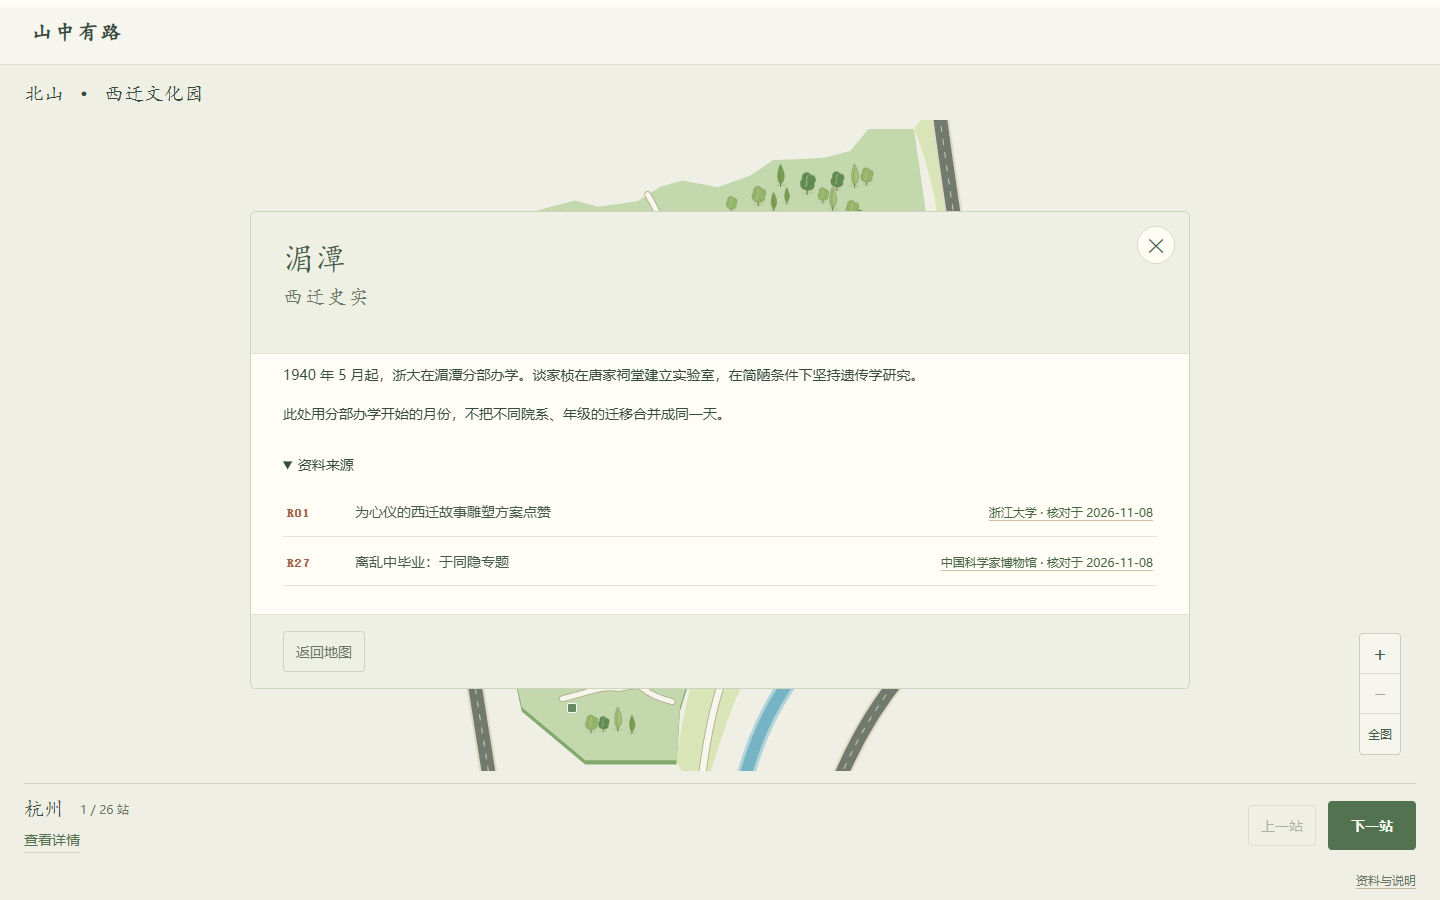 山中有路
北山 • 西迁文化园
湄潭
西迁史实
1940 年 5 月起，浙大在湄潭分部办学。谈家桢在唐家祠堂建立实验室，在简陋条件下坚持遗传学研究。
此处用分部办学开始的月份，不把不同院系、年级的迁移合并成同一天。
▼ 资料来源
R01 为心仪的西迁故事雕塑方案点赞 浙江大学 · 核对于 2026-11-08
R27 离乱中毕业：于同隐专题 中国科学家博物馆 · 核对于 2026-11-08
返回地图
+
−
全图
杭州 1 / 26 站
查看详情
上一站
下一站
资料与说明